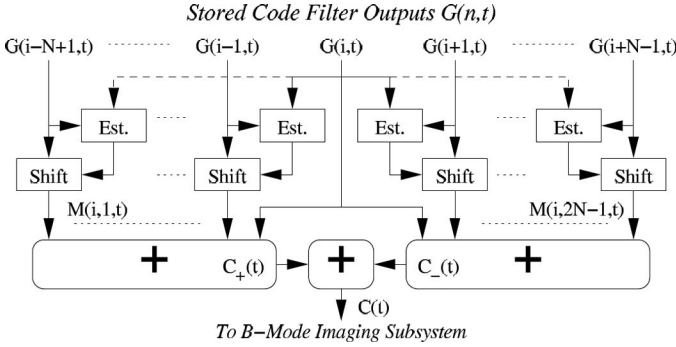 Stored Code Filter Outputs G(n,t)
G(i−N+1,t) G(i−1,t) G(i,t) G(i+1,t) G(i+N−1,t)
Est. Est. Est. Est.
Shift Shift Shift Shift
M(i,1,t) M(i,2N−1,t)
+ C+(t) + C−(t) +
C(t)
To B−Mode Imaging Subsystem